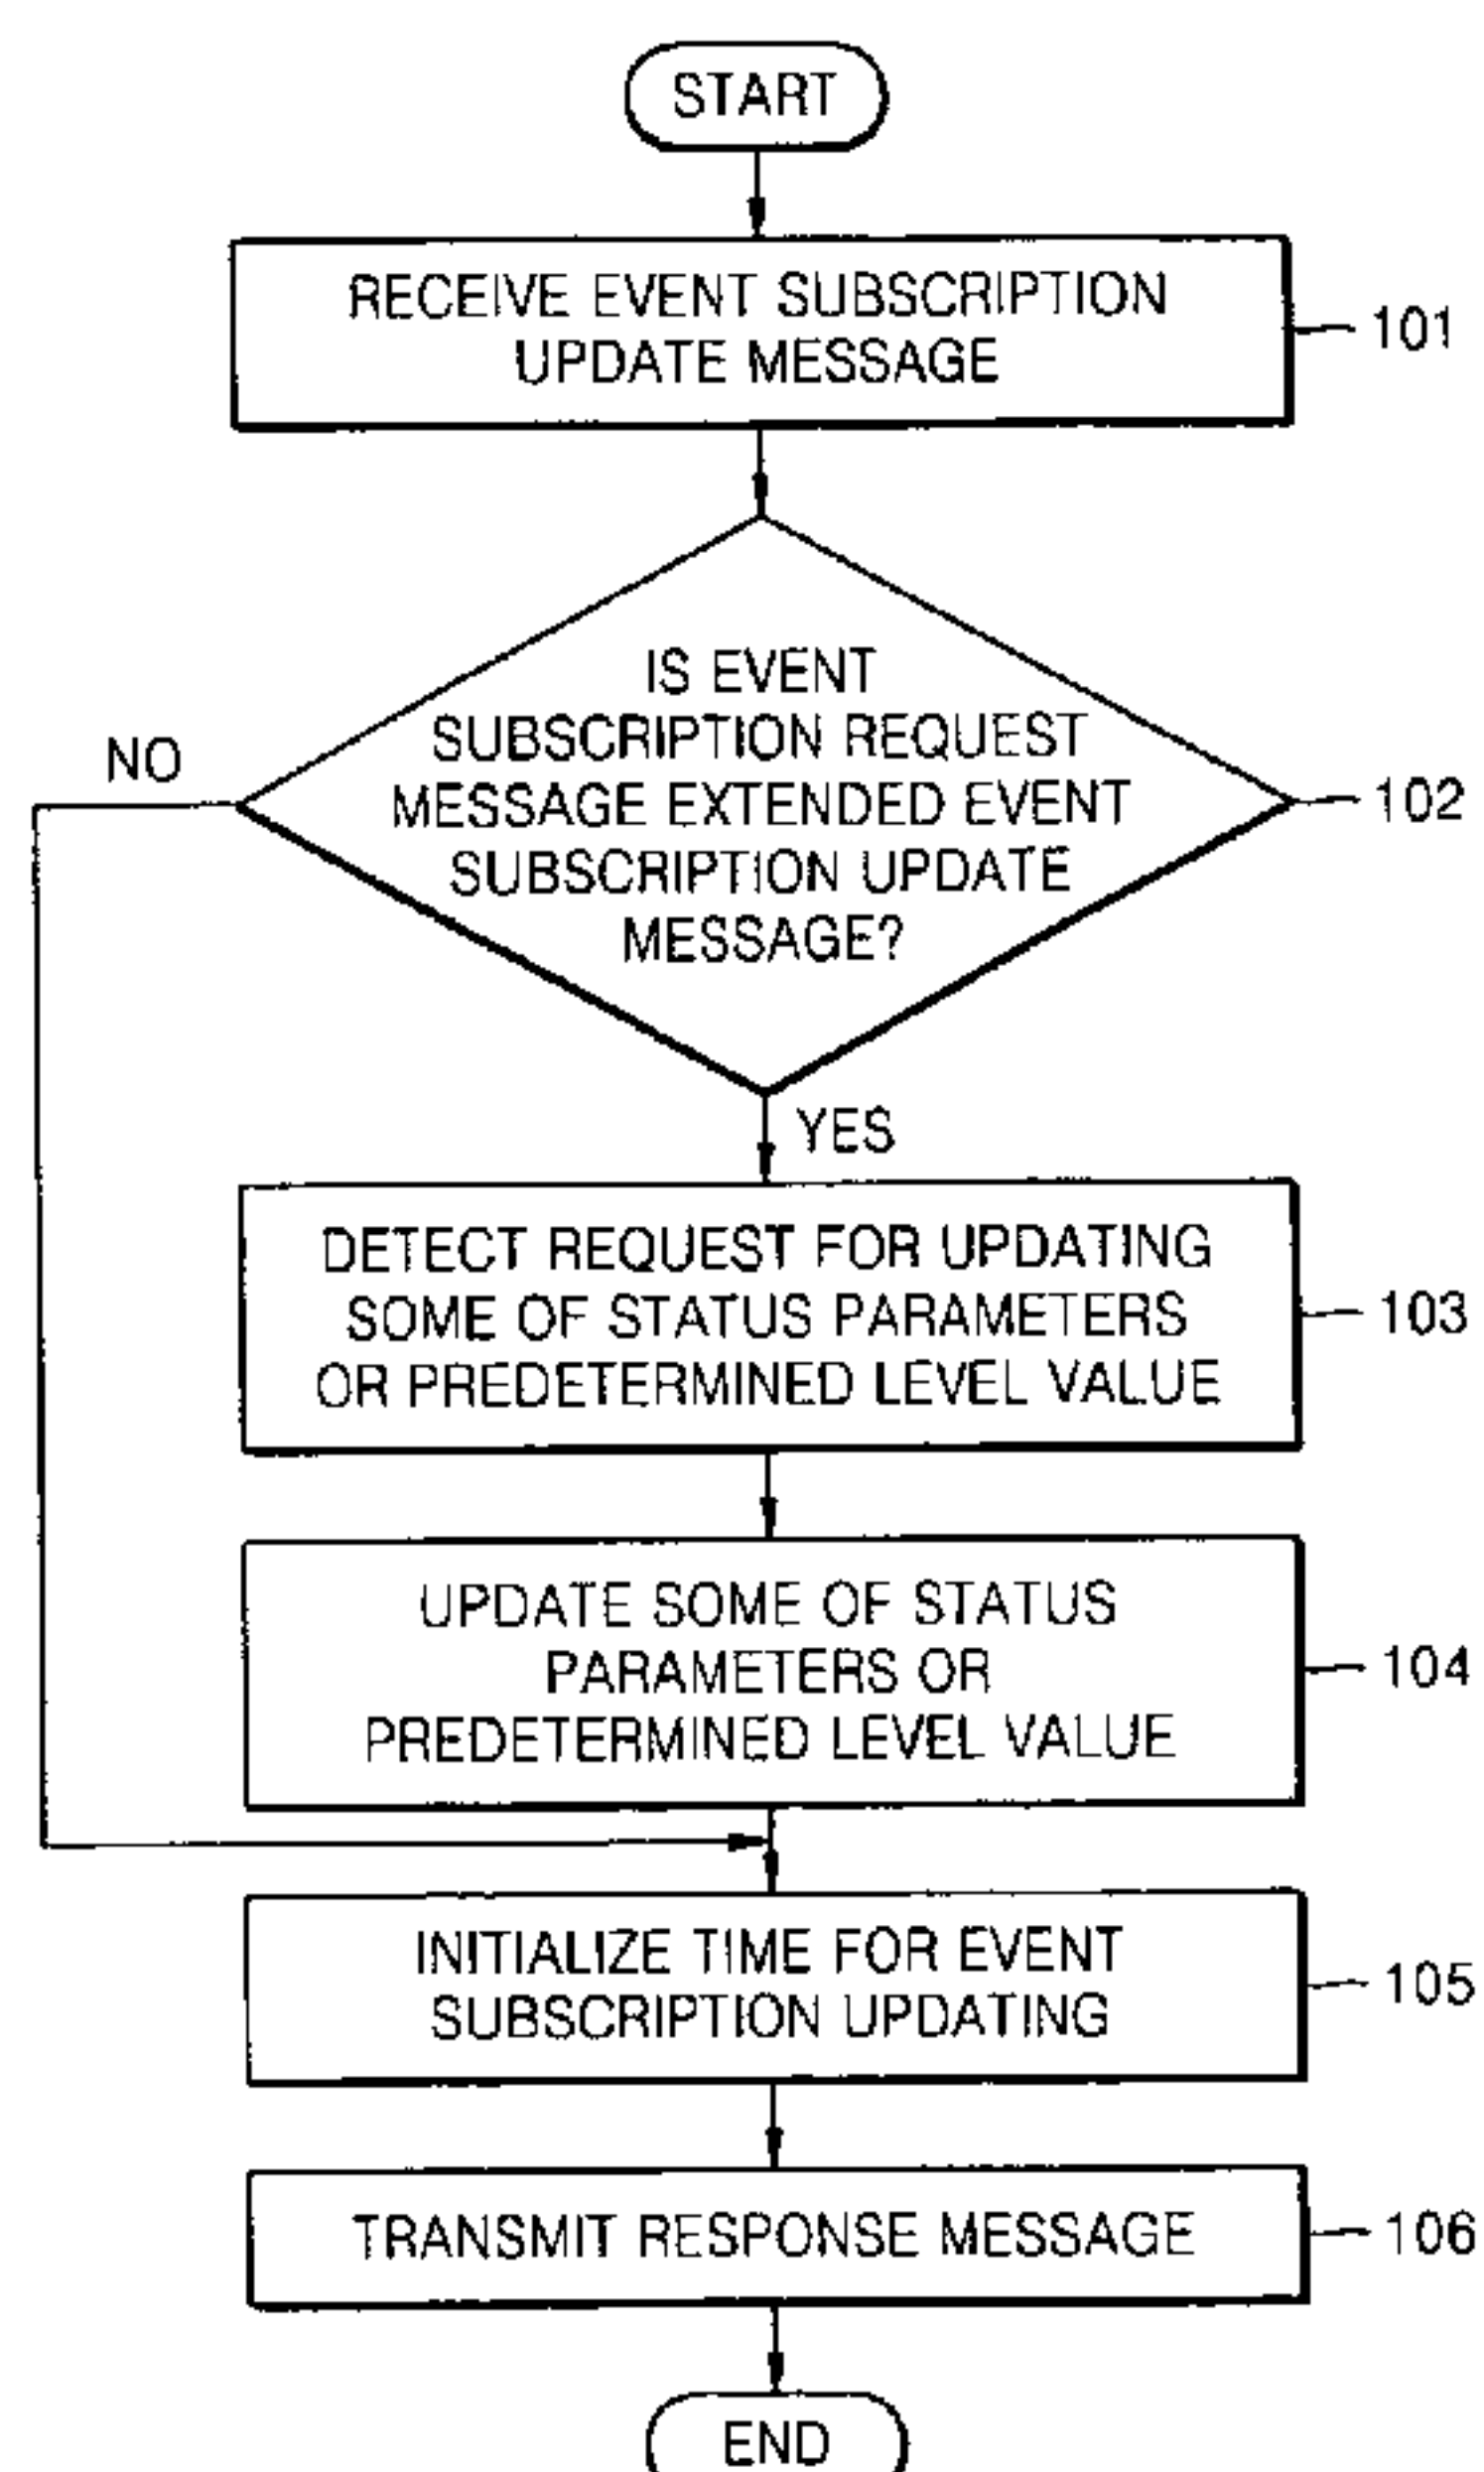 START
RECEIVE EVENT SUBSCRIPTION
UPDATE MESSAGE
101
IS EVENT
SUBSCRIPTION REQUEST
MESSAGE EXTENDED EVENT
SUBSCRIPTION UPDATE
MESSAGE?
NO
102
YES
DETECT REQUEST FOR UPDATING
SOME OF STATUS PARAMETERS
OR PREDETERMINED LEVEL VALUE
103
UPDATE SOME OF STATUS
PARAMETERS OR
PREDETERMINED LEVEL VALUE
104
INITIALIZE TIME FOR EVENT
SUBSCRIPTION UPDATING
105
TRANSMIT RESPONSE MESSAGE
106
END